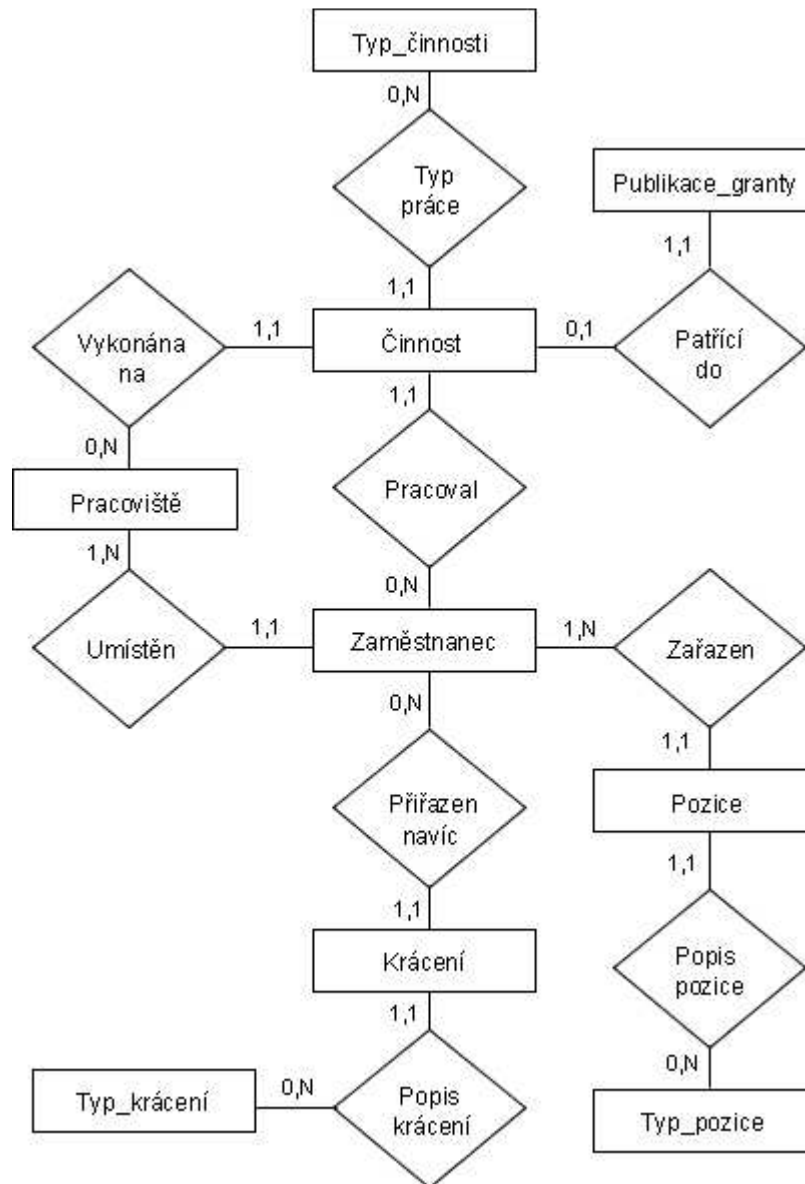 Typ_činnosti
0,N
Typ
práce
Publikace_granty
1,1
1,1
Vykonána
na
1,1
Činnost
0,1
Patřící
do
1,1
0,N
Pracoviště
Pracoval
1,N
0,N
Umístěn
1,1
Zaměstnanec
1,N
Zařazen
0,N
1,1
Přiřazen
navíc
Pozice
1,1
1,1
Krácení
Popis
pozice
1,1
Typ_krácení
0,N
Popis
krácení
0,N
Typ_pozice